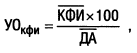 УОкфи = КФИ×100 / ДА ,